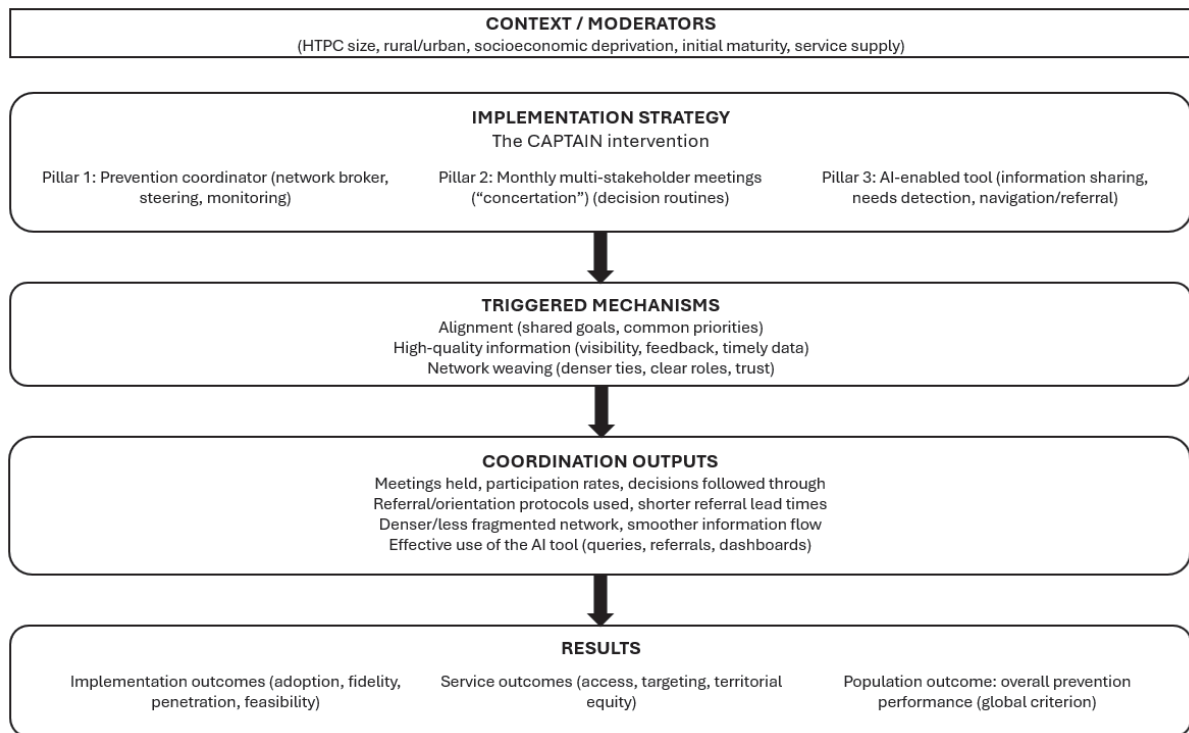 CONTEXT / MODERATORS
(HTPC size, rural/urban, socioeconomic deprivation, initial maturity, service supply)
IMPLEMENTATION STRATEGY
The CAPTAIN intervention
Pillar 1: Prevention coordinator (network broker,
steering, monitoring)
Pillar 2: Monthly multi-stakeholder meetings
(“concertation”) (decision routines)
Pillar 3: AI-enabled tool (information sharing,
needs detection, navigation/referral)
TRIGGERED MECHANISMS
Alignment (shared goals, common priorities)
High-quality information (visibility, feedback, timely data)
Network weaving (denser ties, clear roles, trust)
COORDINATION OUTPUTS
Meetings held, participation rates, decisions followed through
Referral/orientation protocols used, shorter referral lead times
Denser/less fragmented network, smoother information flow
Effective use of the AI tool (queries, referrals, dashboards)
RESULTS
Implementation outcomes (adoption, fidelity,
penetration, feasibility)
Service outcomes (access, targeting, territorial
equity)
Population outcome: overall prevention
performance (global criterion)